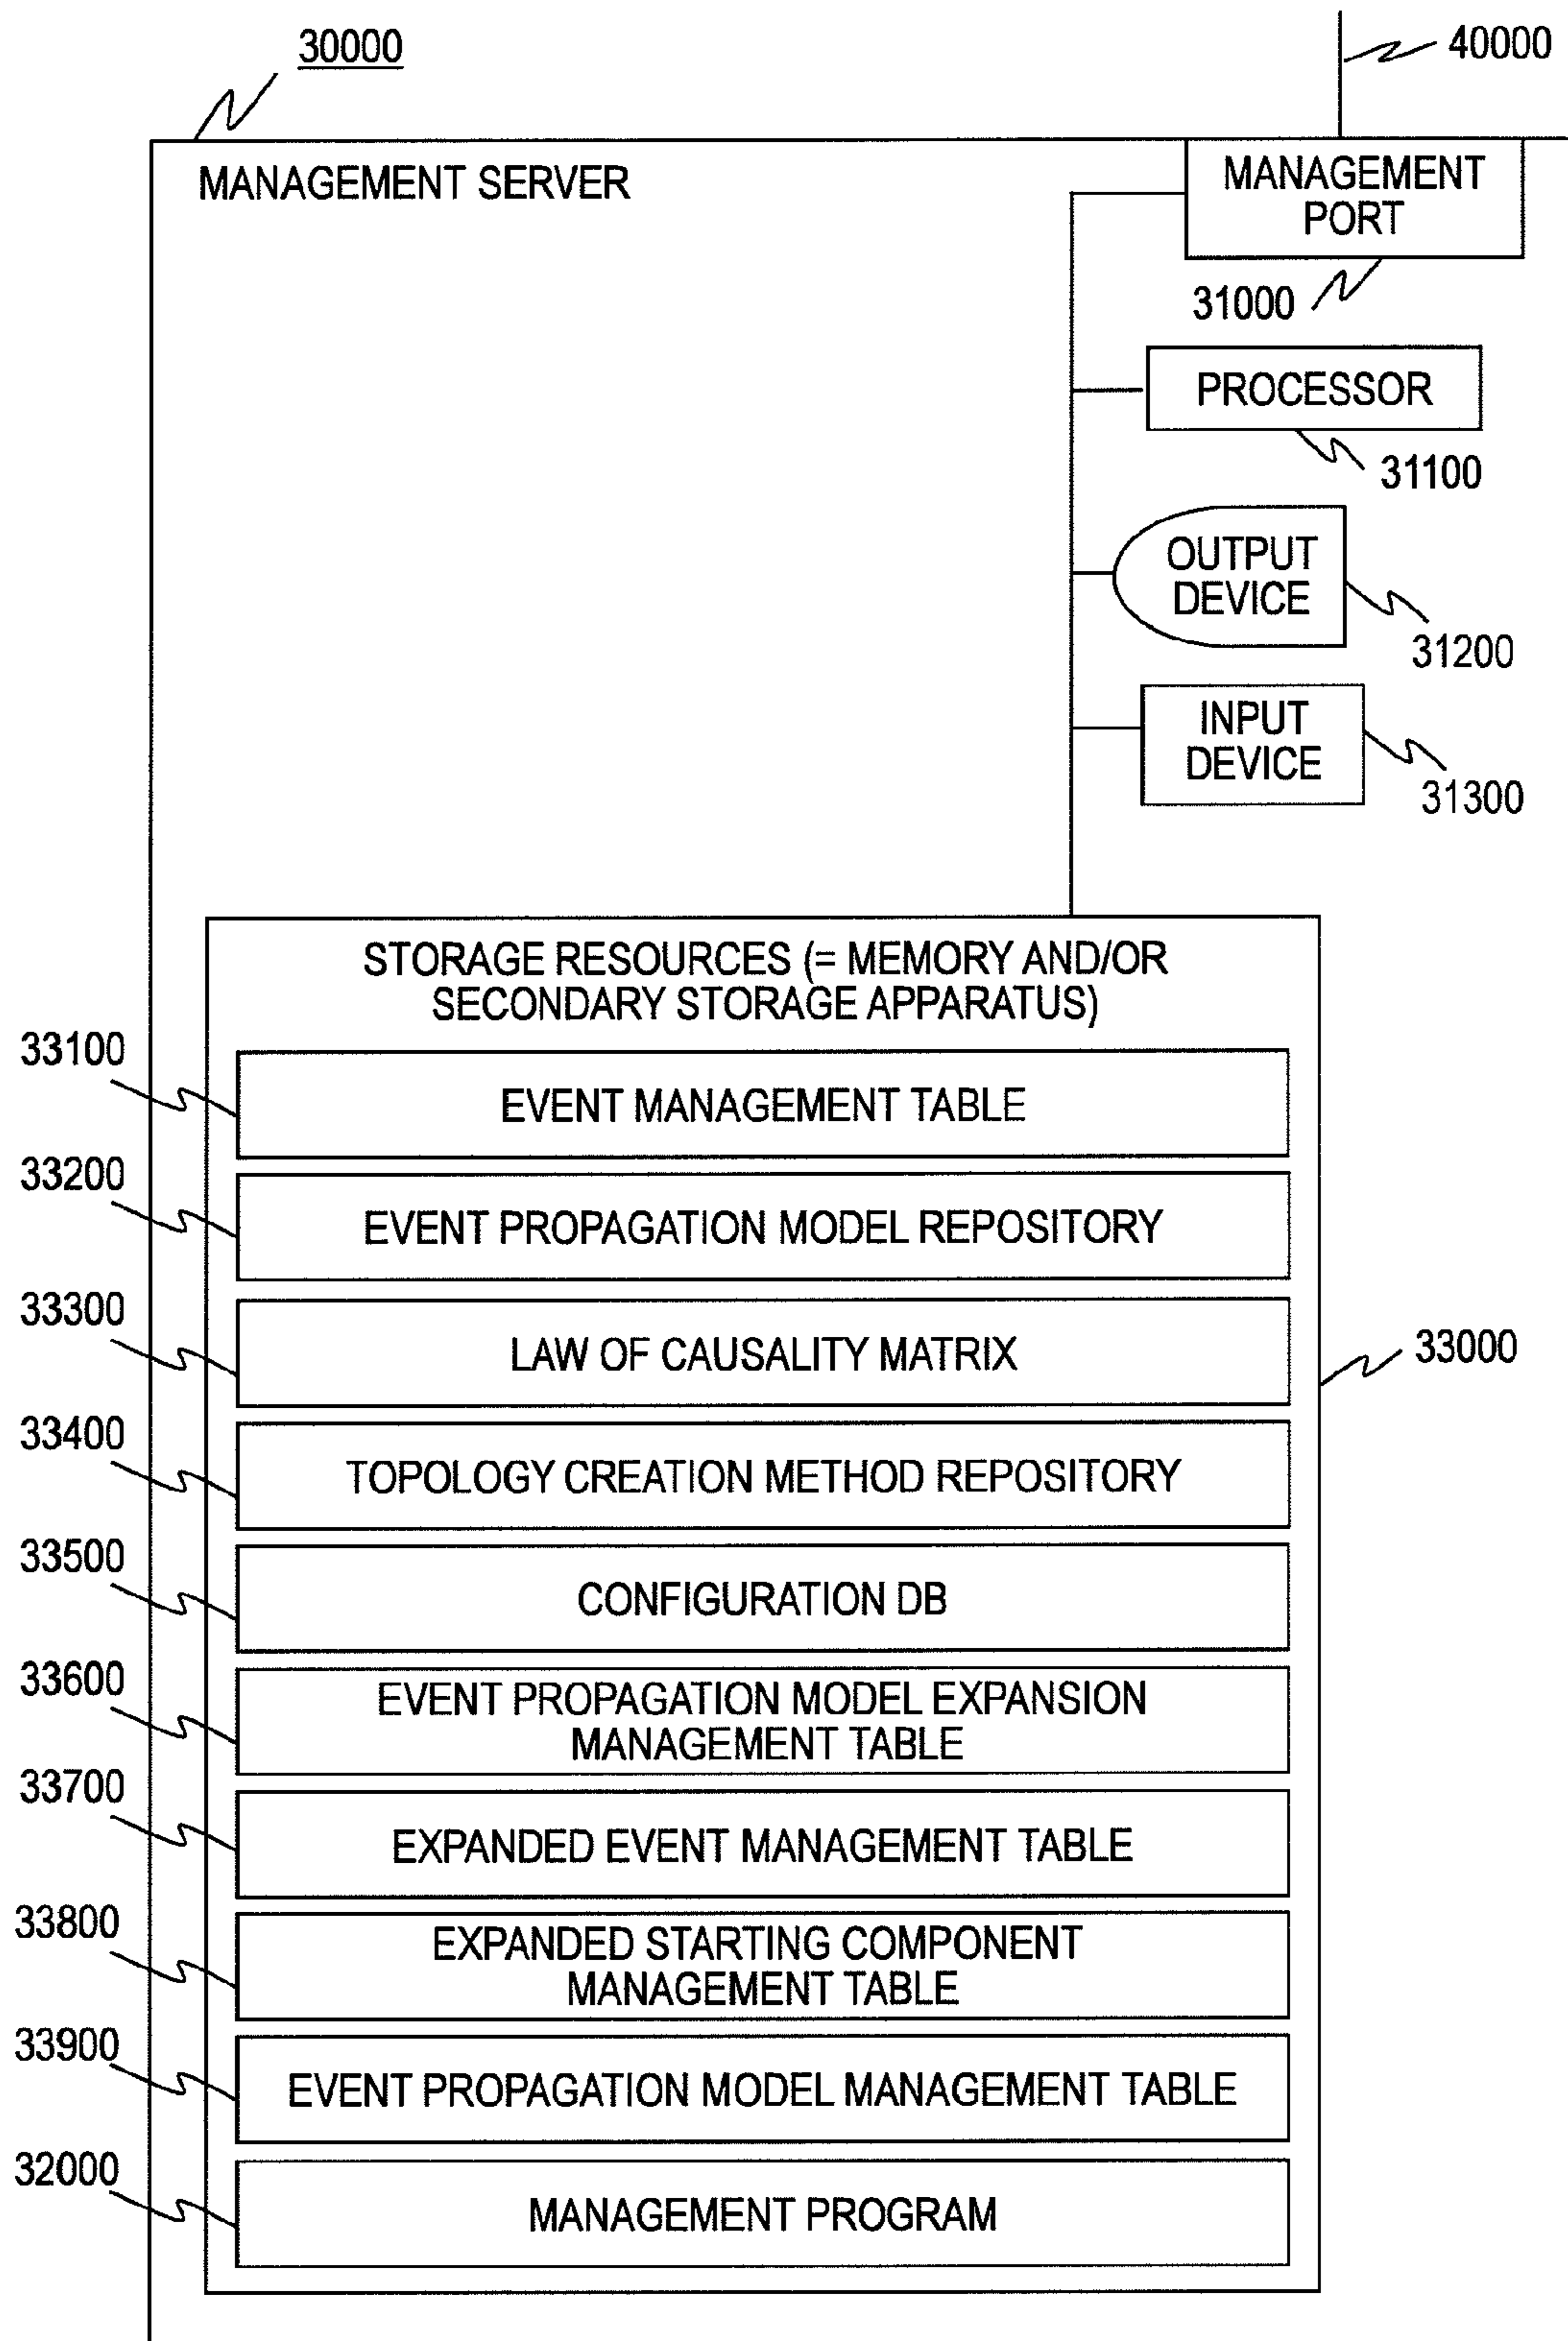 30000
40000
MANAGEMENT SERVER
MANAGEMENT
PORT
31000
PROCESSOR
31100
OUTPUT
DEVICE
31200
INPUT
DEVICE
31300
STORAGE RESOURCES (= MEMORY AND/OR
SECONDARY STORAGE APPARATUS)
33100
EVENT MANAGEMENT TABLE
33200
EVENT PROPAGATION MODEL REPOSITORY
33300
LAW OF CAUSALITY MATRIX
33000
33400
TOPOLOGY CREATION METHOD REPOSITORY
33500
CONFIGURATION DB
33600
EVENT PROPAGATION MODEL EXPANSION
MANAGEMENT TABLE
33700
EXPANDED EVENT MANAGEMENT TABLE
33800
EXPANDED STARTING COMPONENT
MANAGEMENT TABLE
33900
EVENT PROPAGATION MODEL MANAGEMENT TABLE
32000
MANAGEMENT PROGRAM